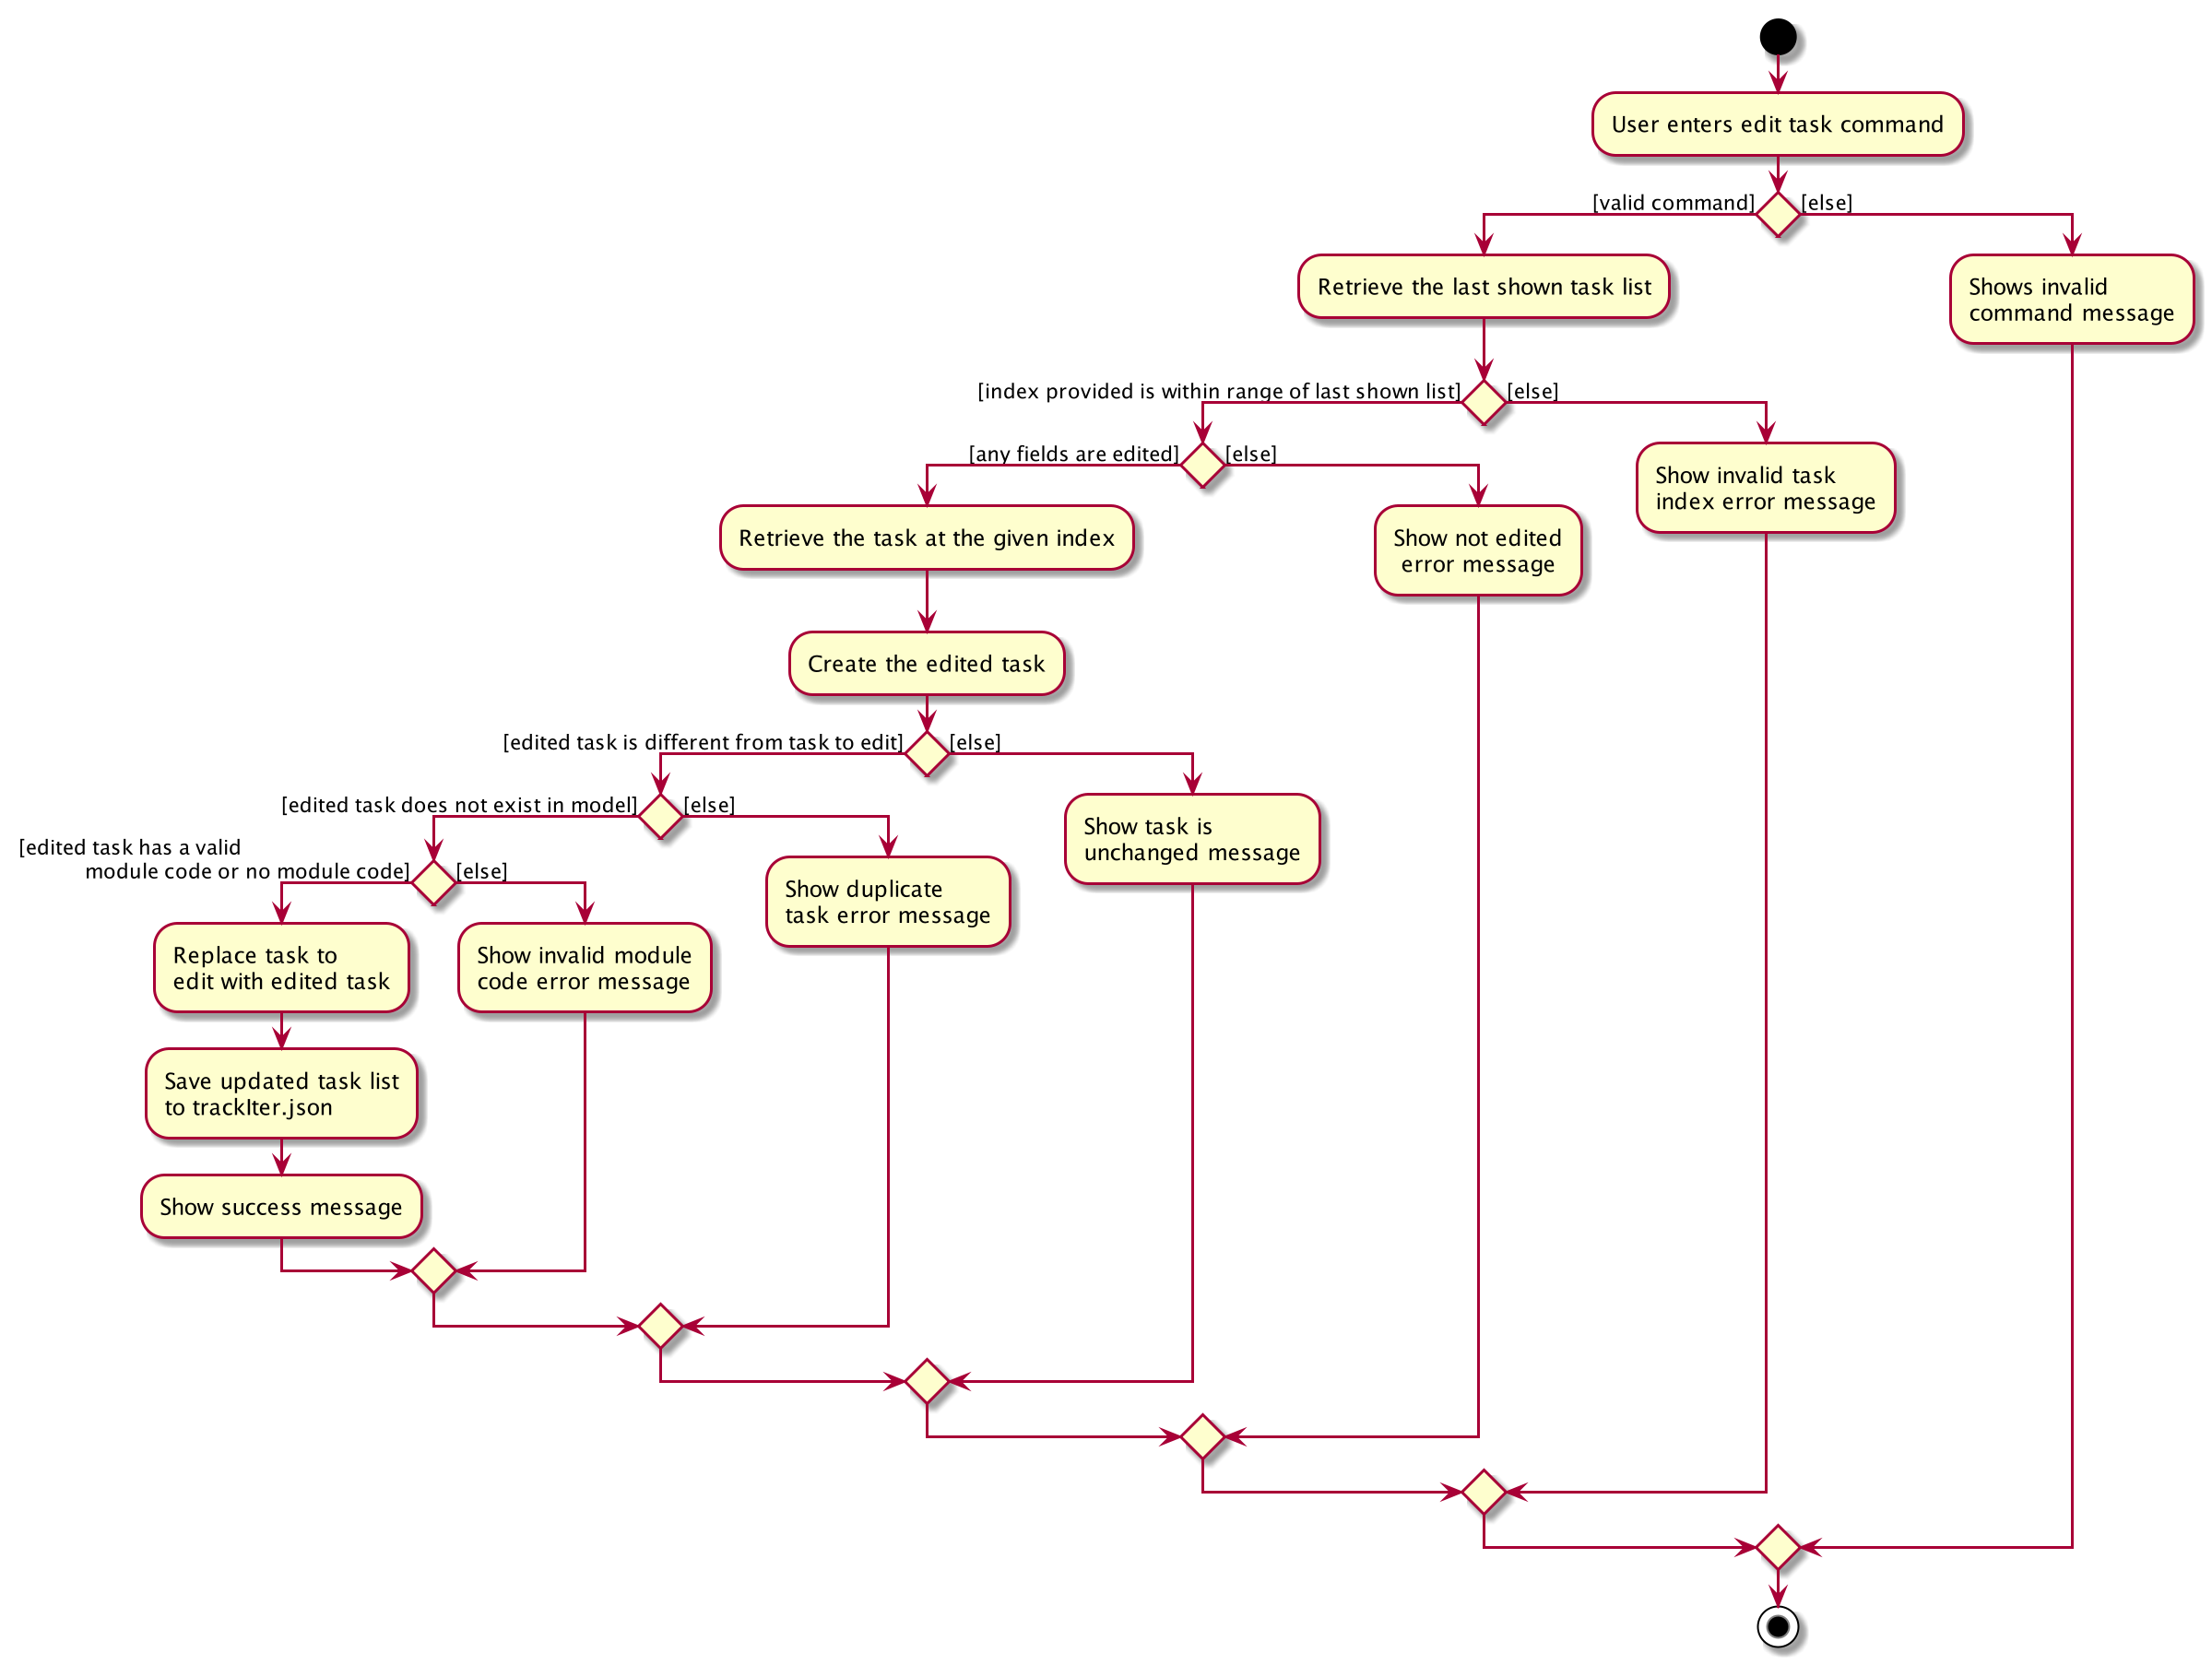 User enters edit task command
[valid command]
[else]
Retrieve the last shown task list
Shows invalid
command message
[index provided is within range of last shown list]
[else]
[any fields are edited]
[else]
Show invalid task
index error message
Retrieve the task at the given index
Show not edited
error message
Create the edited task
[edited task is different from task to edit]
[else]
[edited task does not exist in model]
[else]
Show task is
unchanged message
[edited task has a valid
module code or no module code]
[else]
Show duplicate
task error message
Replace task to
edit with edited task
Show invalid module
code error message
Save updated task list
to trackIter.json
Show success message